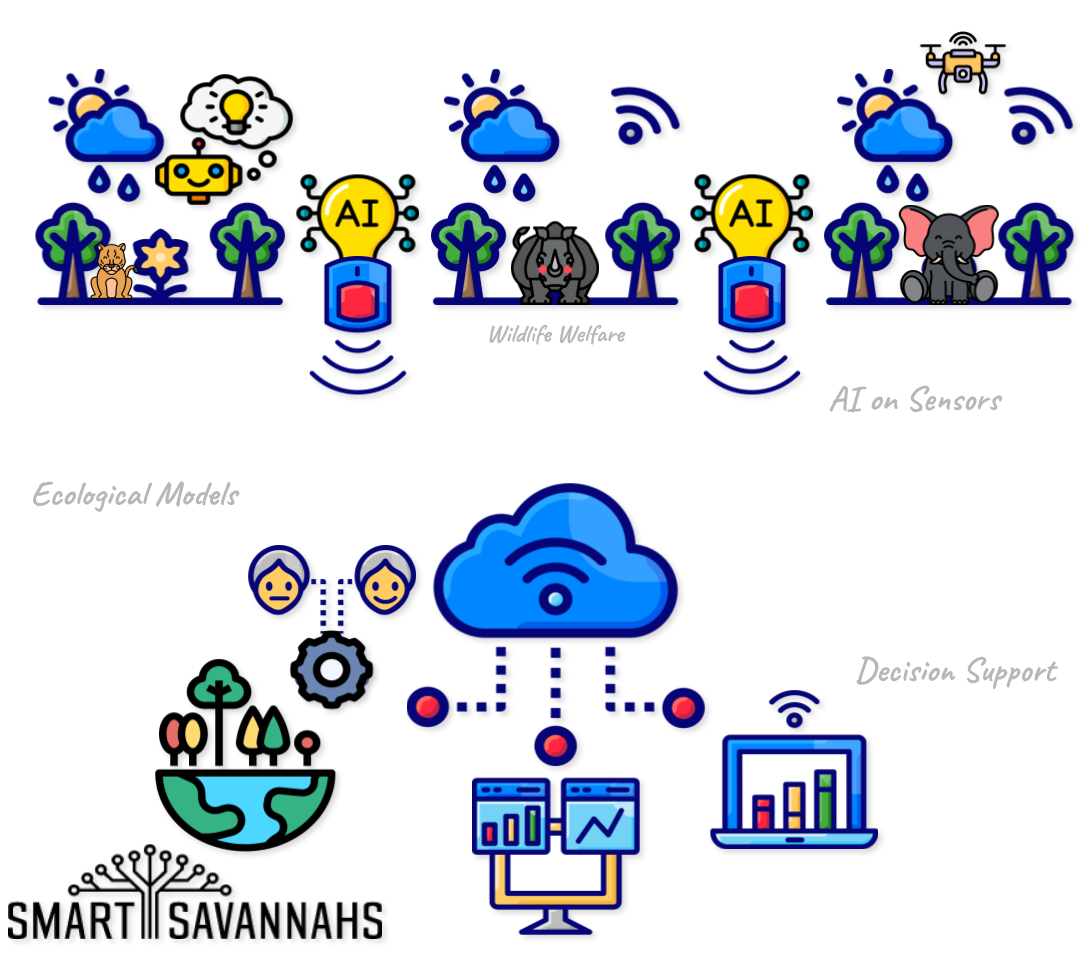 AI
AI
Wildlife Welfare
AI on Sensors
Ecological Models
Decision Support
SMART SAVANNAHS